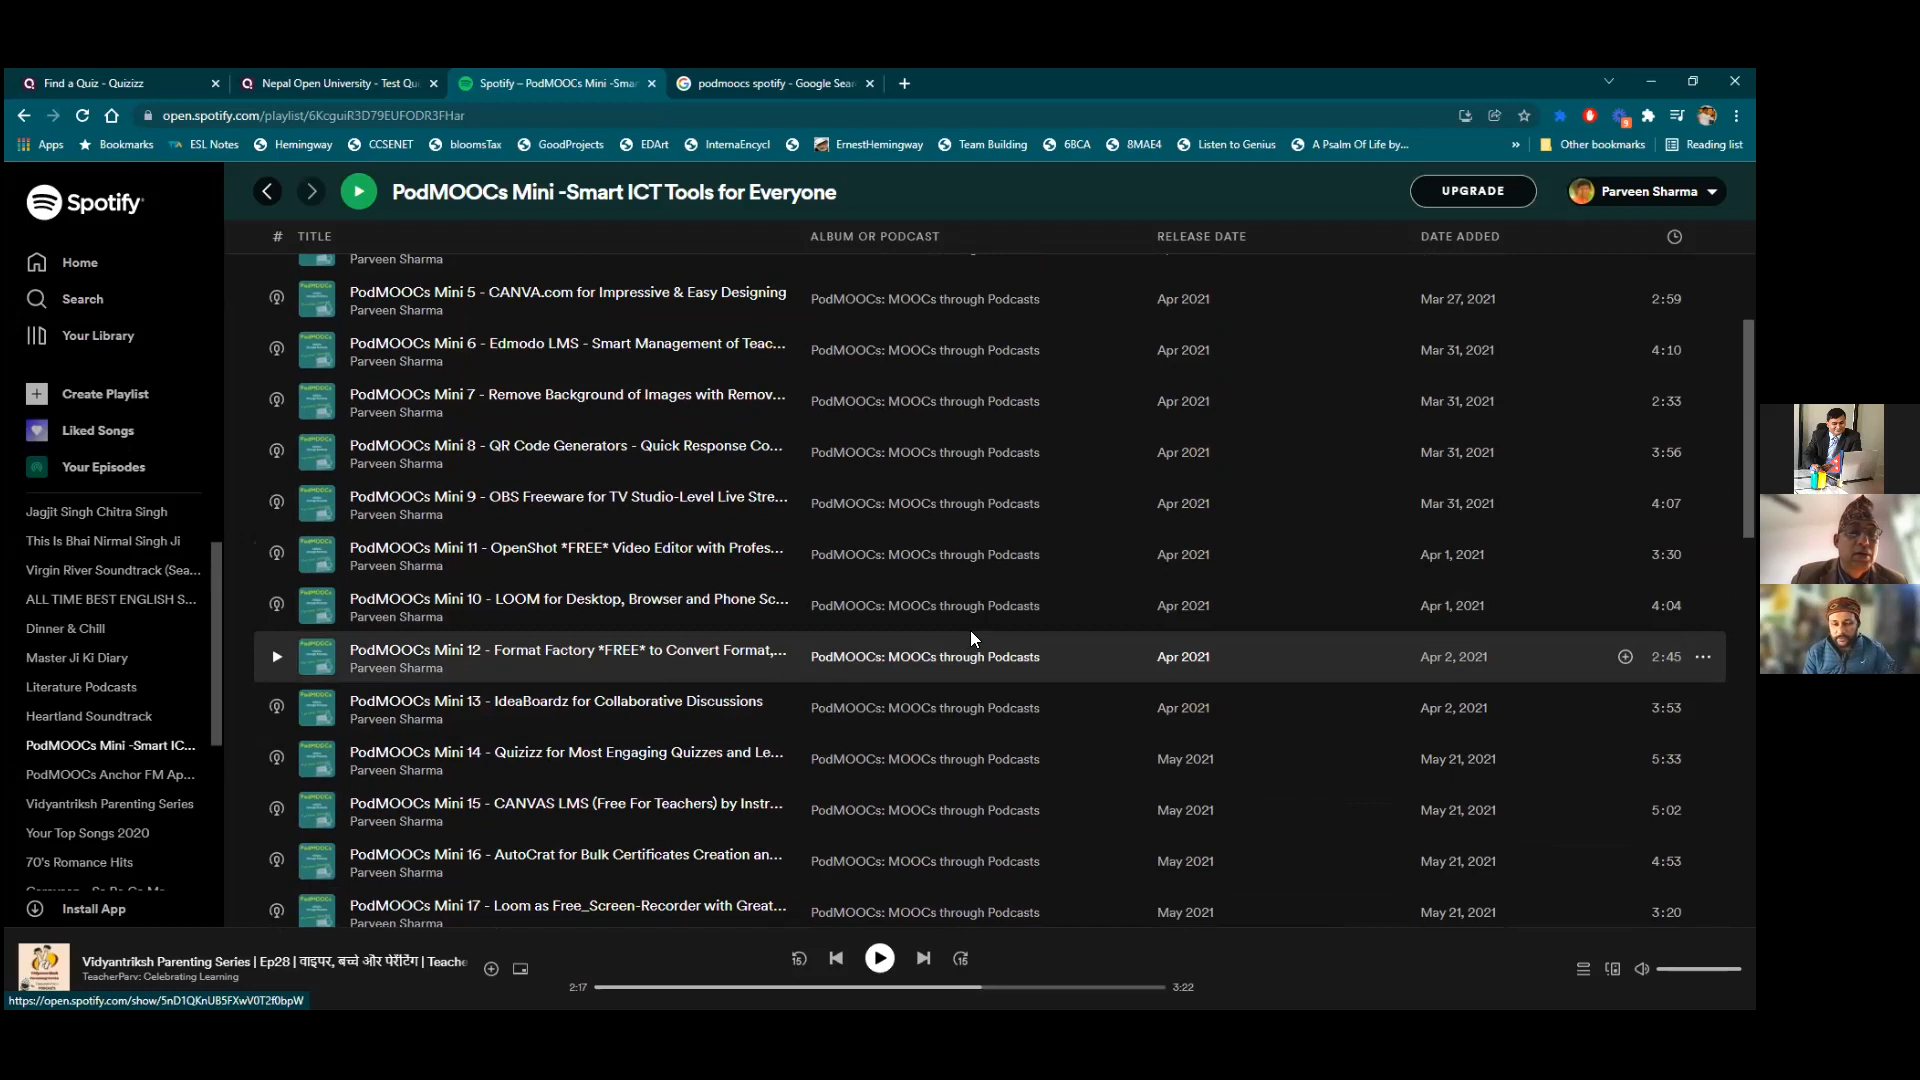 Find a Quiz - Quizizz
Nepal Open University - Test Qu
Spotify – PodMOOCs Mini -Smar
podmoocs spotify - Google Sear
open.spotify.com/playlist/6KcguiR3D79EUFODR3FHar
9
Apps
Bookmarks
ESL Notes
Hemingway
CCSENET
bloomsTax
GoodProjects
EDArt
InternaEncycl
ErnestHemingway
Team Building
6BCA
8MAE4
Listen to Genius
A Psalm Of Life by...
»
Other bookmarks
Reading list
Spotify
PodMOOCs Mini -Smart ICT Tools for Everyone
UPGRADE
Parveen Sharma
Home
Search
Your Library
Create Playlist
Liked Songs
Your Episodes
Jagjit Singh Chitra Singh
This Is Bhai Nirmal Singh Ji
Virgin River Soundtrack (Sea...
ALL TIME BEST ENGLISH S...
Dinner & Chill
Master Ji Ki Diary
Literature Podcasts
Heartland Soundtrack
PodMOOCs Mini -Smart IC...
PodMOOCs Anchor FM Ap...
Vidyantriksh Parenting Series
Your Top Songs 2020
70's Romance Hits
Install App
# TITLE ALBUM OR PODCAST RELEASE DATE DATE ADDED
Parveen Sharma
PodMOOCs Mini 5 - CANVA.com for Impressive & Easy Designing
Parveen Sharma
PodMOOCs: MOOCs through Podcasts Apr 2021 Mar 27, 2021 2:59
PodMOOCs Mini 6 - Edmodo LMS - Smart Management of Teac...
Parveen Sharma
PodMOOCs: MOOCs through Podcasts Apr 2021 Mar 31, 2021 4:10
PodMOOCs Mini 7 - Remove Background of Images with Remov...
Parveen Sharma
PodMOOCs: MOOCs through Podcasts Apr 2021 Mar 31, 2021 2:33
PodMOOCs Mini 8 - QR Code Generators - Quick Response Co...
Parveen Sharma
PodMOOCs: MOOCs through Podcasts Apr 2021 Mar 31, 2021 3:56
PodMOOCs Mini 9 - OBS Freeware for TV Studio-Level Live Stre...
Parveen Sharma
PodMOOCs: MOOCs through Podcasts Apr 2021 Mar 31, 2021 4:07
PodMOOCs Mini 11 - OpenShot *FREE* Video Editor with Profes...
Parveen Sharma
PodMOOCs: MOOCs through Podcasts Apr 2021 Apr 1, 2021 3:30
PodMOOCs Mini 10 - LOOM for Desktop, Browser and Phone Sc...
Parveen Sharma
PodMOOCs: MOOCs through Podcasts Apr 2021 Apr 1, 2021 4:04
PodMOOCs Mini 12 - Format Factory *FREE* to Convert Format,...
Parveen Sharma
PodMOOCs: MOOCs through Podcasts Apr 2021 Apr 2, 2021 2:45
PodMOOCs Mini 13 - IdeaBoardz for Collaborative Discussions
Parveen Sharma
PodMOOCs: MOOCs through Podcasts Apr 2021 Apr 2, 2021 3:53
PodMOOCs Mini 14 - Quizizz for Most Engaging Quizzes and Le...
Parveen Sharma
PodMOOCs: MOOCs through Podcasts May 2021 May 21, 2021 5:33
PodMOOCs Mini 15 - CANVAS LMS (Free For Teachers) by Instr...
Parveen Sharma
PodMOOCs: MOOCs through Podcasts May 2021 May 21, 2021 5:02
PodMOOCs Mini 16 - AutoCrat for Bulk Certificates Creation an...
Parveen Sharma
PodMOOCs: MOOCs through Podcasts May 2021 May 21, 2021 4:53
PodMOOCs Mini 17 - Loom as Free_Screen-Recorder with Great...
Parveen Sharma
PodMOOCs: MOOCs through Podcasts May 2021 May 21, 2021 3:20
Vidyantriksh Parenting Series | Ep28 | वाइपर, बच्चे और पेरेंटिंग | Teache
TeacherParv: Celebrating Learning
15
15
2:17
3:22
https://open.spotify.com/show/5nD1QKnUB5FXwV0T2f0bpW